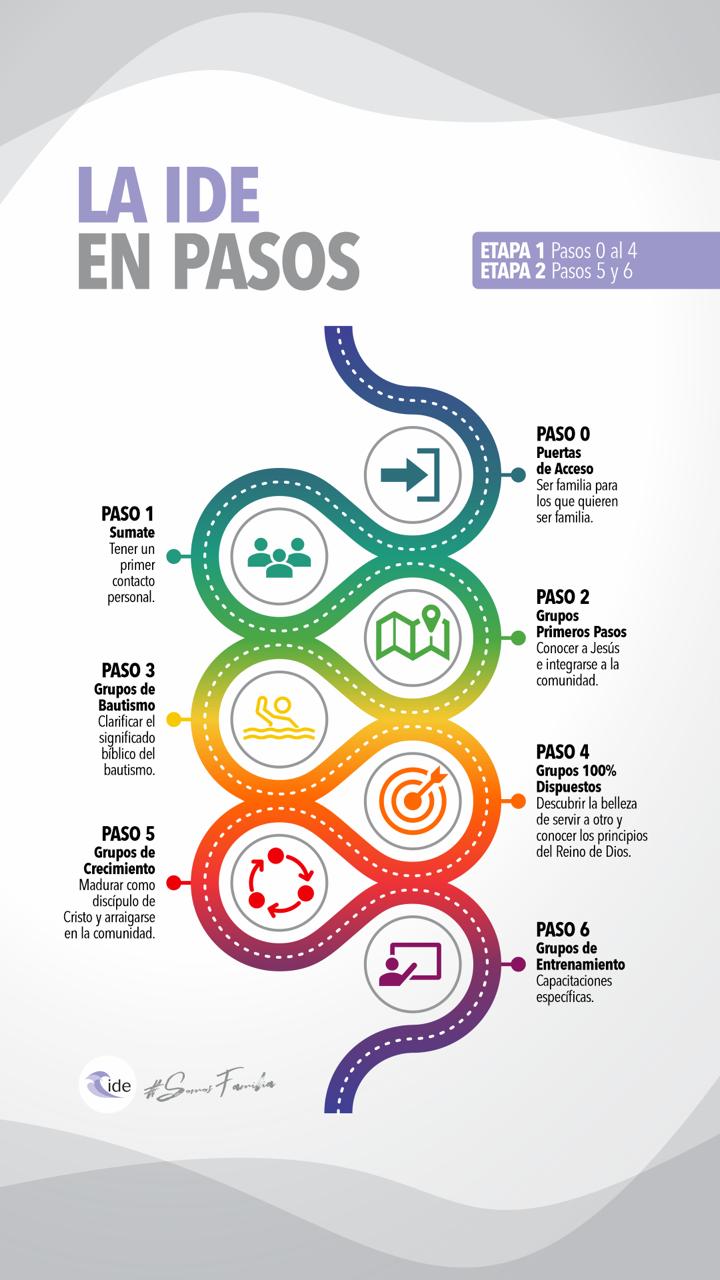 LA IDE
EN PASOS
ETAPA 1 Pasos 0 al 4
ETAPA 2 Pasos 5 y 6
PASO 0
Puertas
de Acceso
Ser familia para
los que quieren
ser familia.
PASO 1
Sumate
Tener un
primer
contacto
personal.
PASO 2
Grupos
Primeros Pasos
Conocer a Jesús
e integrarse a la
comunidad.
PASO 3
Grupos de
Bautismo
Clarificar el
significado
bíblico del
bautismo.
PASO 4
Grupos 100%
Dispuestos
Descubrir la belleza
de servir a otro y
conocer los principios
del Reino de Dios.
PASO 5
Grupos de
Crecimiento
Madurar como
discípulo de
Cristo y arraigarse
en la comunidad.
PASO 6
Grupos de
Entrenamiento
Capacitaciones
específicas.
ide
#Somos Familia